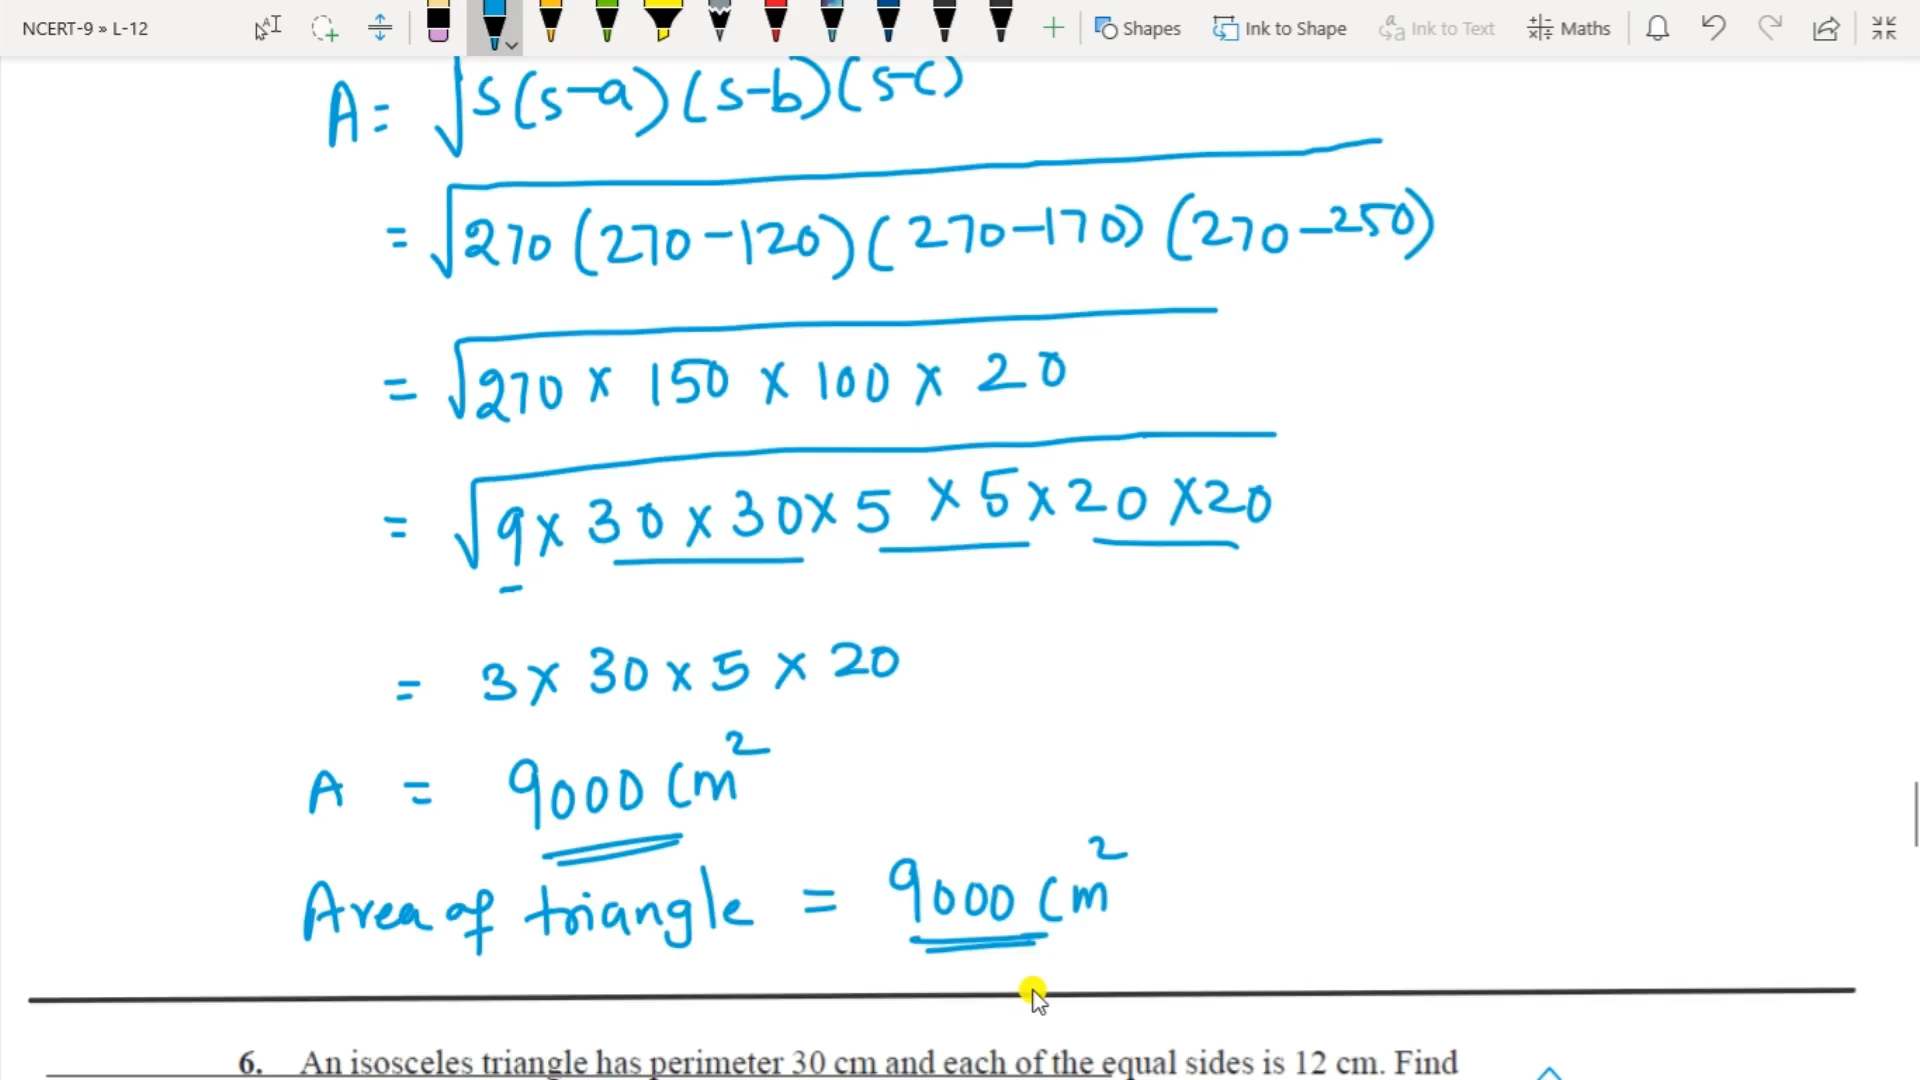 NCERT-9 » L-12 Shapes Ink to Shape Ink to Text Maths
A = √s(s-a)(s-b)(s-c)
= √270 (270-120)(270-170)(270-250)
= √270 × 150 × 100 × 20
= √9 × 30 × 30 × 5 × 5 × 20 × 20
= 3 × 30 × 5 × 20
A = 9000 cm²
Area of triangle = 9000 cm²
6. An isosceles triangle has perimeter 30 cm and each of the equal sides is 12 cm. Find